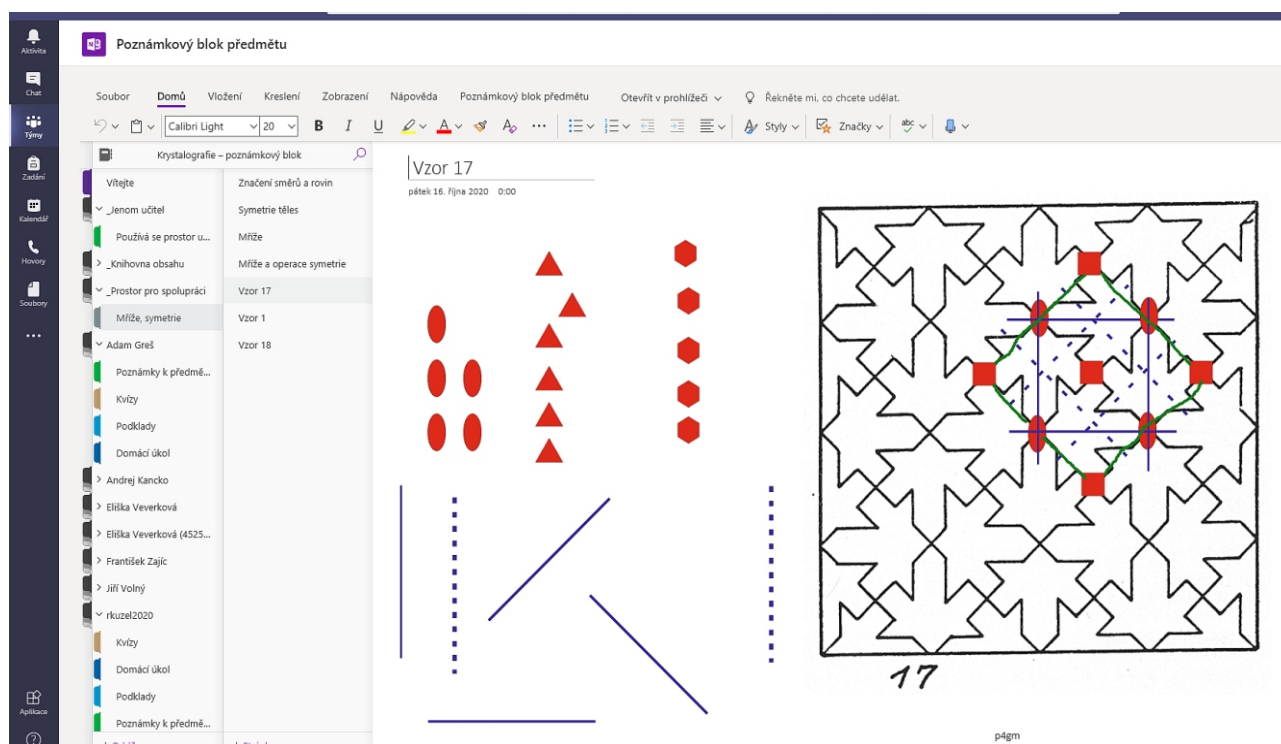 Aktivita
Chat
Týmy
Zadání
Kalendář
Hovory
Soubory
Aplikace
Poznámkový blok předmětu
Soubor Domů Vložení Kreslení Zobrazení Nápověda Poznámkový blok předmětu Otevřít v prohlížeči Řekněte mi, co chcete udělat.
Calibri Light 20 B I U A A Styly Značky abc
Krystalografie – poznámkový blok
Vítejte
_Jenom učitel
Používá se prostor u...
_Knihovna obsahu
_Prostor pro spolupráci
Mříže, symetrie
Adam Greš
Poznámky k předmě...
Kvízy
Podklady
Domácí úkol
Andrej Kancko
Eliška Veverková
Eliška Veverková (4525...
František Zajíc
Jiří Volný
rkuzel2020
Kvízy
Domácí úkol
Podklady
Poznámky k předmě...
Značení směrů a rovin
Symetrie těles
Mříže
Mříže a operace symetrie
Vzor 17
Vzor 1
Vzor 18
Vzor 17
pátek 16. října 2020 0:00
17
p4gm